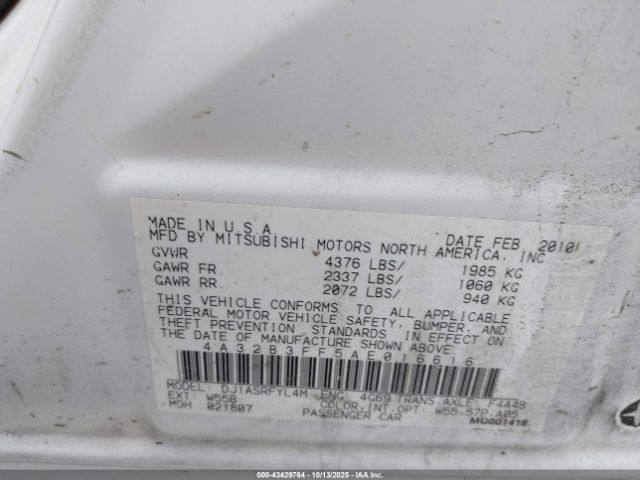 MADE IN U.S.A. DATE FEB. 2010
MFD BY MITSUBISHI MOTORS NORTH AMERICA, INC
GVWR 4376 LBS/ 1985 KG
GAWR FR. 2337 LBS/ 1060 KG
GAWR RR. 2072 LBS/ 940 KG
THIS VEHICLE CONFORMS TO ALL APPLICABLE
FEDERAL MOTOR VEHICLE SAFETY, BUMPER, AND
THEFT PREVENTION STANDARDS IN EFFECT ON
THE DATE OF MANUFACTURE SHOWN ABOVE.
4A32B3FF5AE016616
MODEL DJ1ASRFYL4M ENG. 4G69 TRANS.AXLE. F4A4B
EXT: W55B COLOR,INT,OPT W55-57P.A05
MDH 021807 PASSENGER CAR MU001418
000-43429764 - 10/13/2025 - IAAI.COM